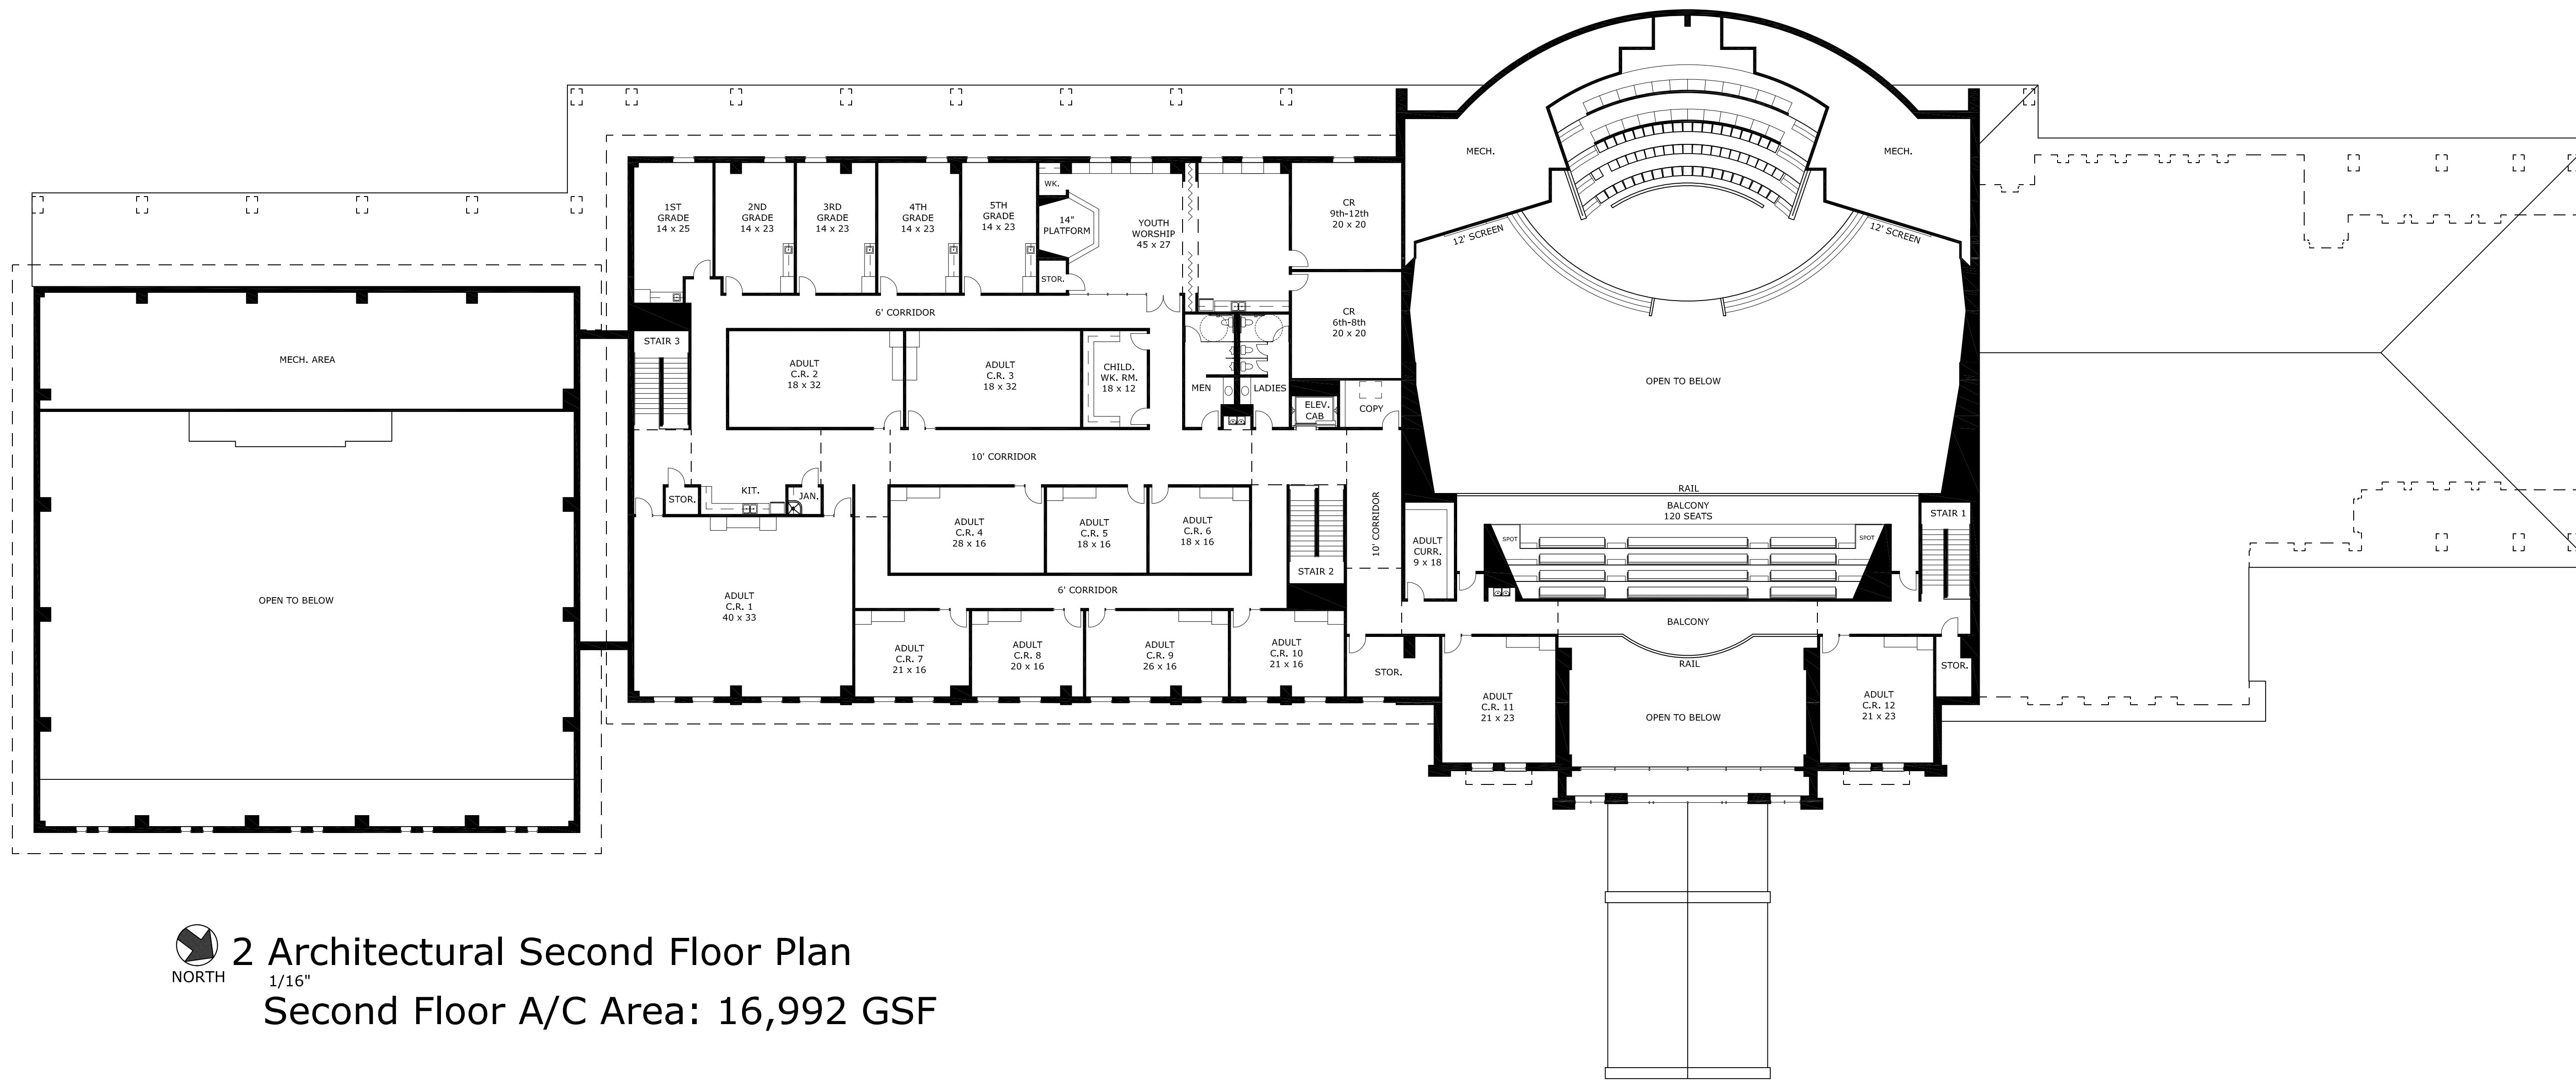 MECH.
MECH.
1ST
GRADE
14 x 25
2ND
GRADE
14 x 23
3RD
GRADE
14 x 23
4TH
GRADE
14 x 23
5TH
GRADE
14 x 23
WK.
14"
PLATFORM
STOR.
YOUTH
WORSHIP
45 x 27
CR
9th-12th
20 x 20
12' SCREEN
12' SCREEN
6' CORRIDOR
CR
6th-8th
20 x 20
STAIR 3
MECH. AREA
ADULT
C.R. 2
18 x 32
ADULT
C.R. 3
18 x 32
CHILD.
WK. RM.
18 x 12
MEN
LADIES
ELEV.
CAB
COPY
OPEN TO BELOW
10' CORRIDOR
STOR.
KIT.
JAN.
ADULT
C.R. 4
28 x 16
ADULT
C.R. 5
18 x 16
ADULT
C.R. 6
18 x 16
STAIR 2
10' CORRIDOR
ADULT
CURR.
9 x 18
RAIL
BALCONY
120 SEATS
SPOT
SPOT
STAIR 1
OPEN TO BELOW
ADULT
C.R. 1
40 x 33
6' CORRIDOR
BALCONY
ADULT
C.R. 7
21 x 16
ADULT
C.R. 8
20 x 16
ADULT
C.R. 9
26 x 16
ADULT
C.R. 10
21 x 16
STOR.
RAIL
STOR.
ADULT
C.R. 11
21 x 23
OPEN TO BELOW
ADULT
C.R. 12
21 x 23
NORTH
2 Architectural Second Floor Plan
1/16"
Second Floor A/C Area: 16,992 GSF